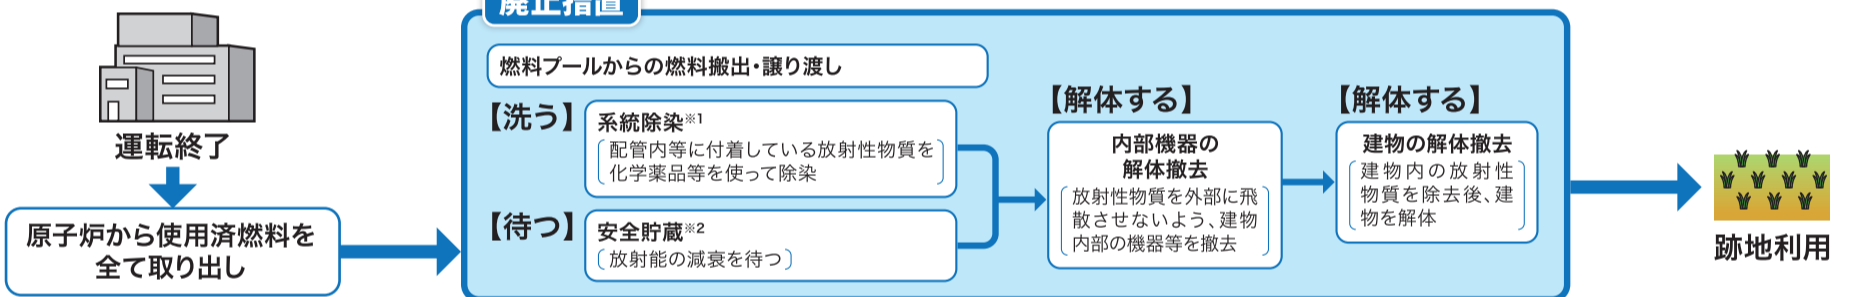 運転終了
原子炉から使用済燃料を
全て取り出し
廃止措置
燃料プールからの燃料搬出・譲り渡し
【洗う】
系統除染※1
配管内等に付着している放射性物質を
化学薬品等を使って除染
【待つ】
安全貯蔵※2
放射能の減衰を待つ
【解体する】
内部機器の
解体撤去
放射性物質を外部に飛
散させないよう、建物
内部の機器等を撤去
【解体する】
建物の解体撤去
建物内の放射性
物質を除去後、建
物を解体
跡地利用